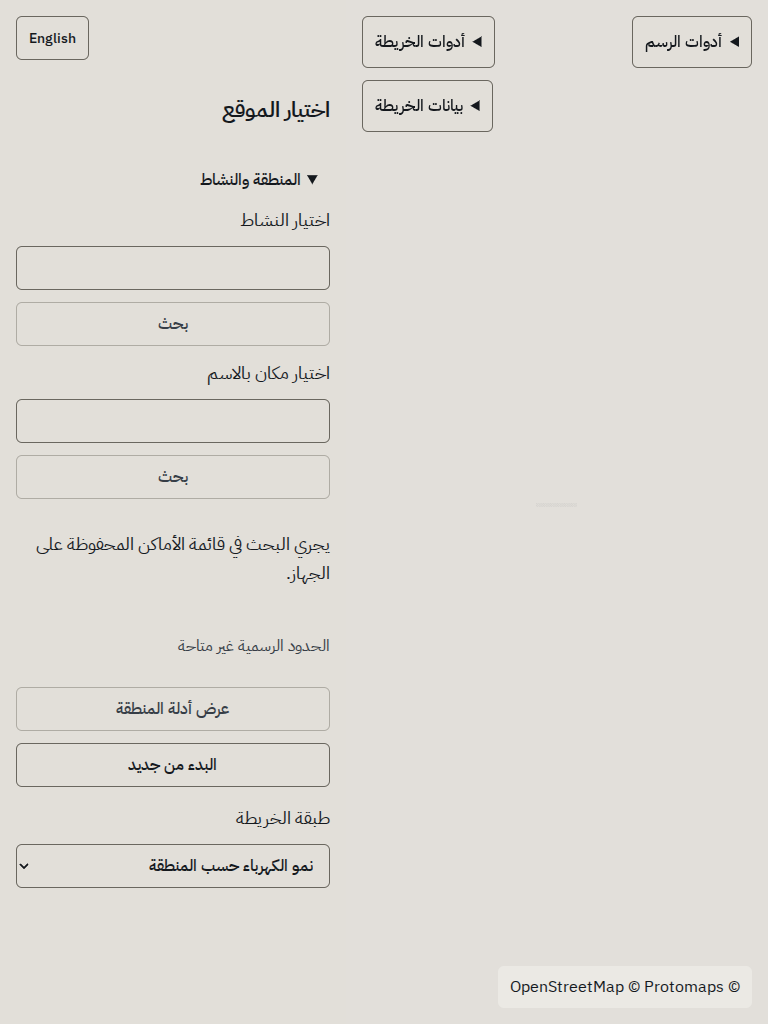 English
أدوات الخريطة
أدوات الرسم
بيانات الخريطة
اختيار الموقع
المنطقة والنشاط
اختيار النشاط
بحث
اختيار مكان بالاسم
بحث
يجري البحث في قائمة الأماكن المحفوظة على
الجهاز.
الحدود الرسمية غير متاحة
عرض أدلة المنطقة
البدء من جديد
طبقة الخريطة
نمو الكهرباء حسب المنطقة
OpenStreetMap © Protomaps ©